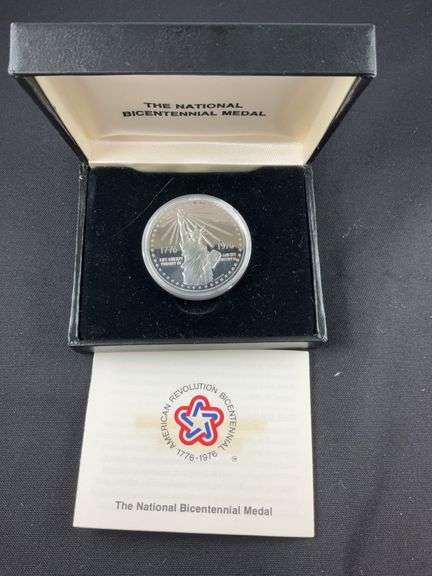 THE NATIONAL
BICENTENNIAL MEDAL
1776 1976
AMERICAN REVOLUTION BICENTENNIAL
1776-1976
The National Bicentennial Medal